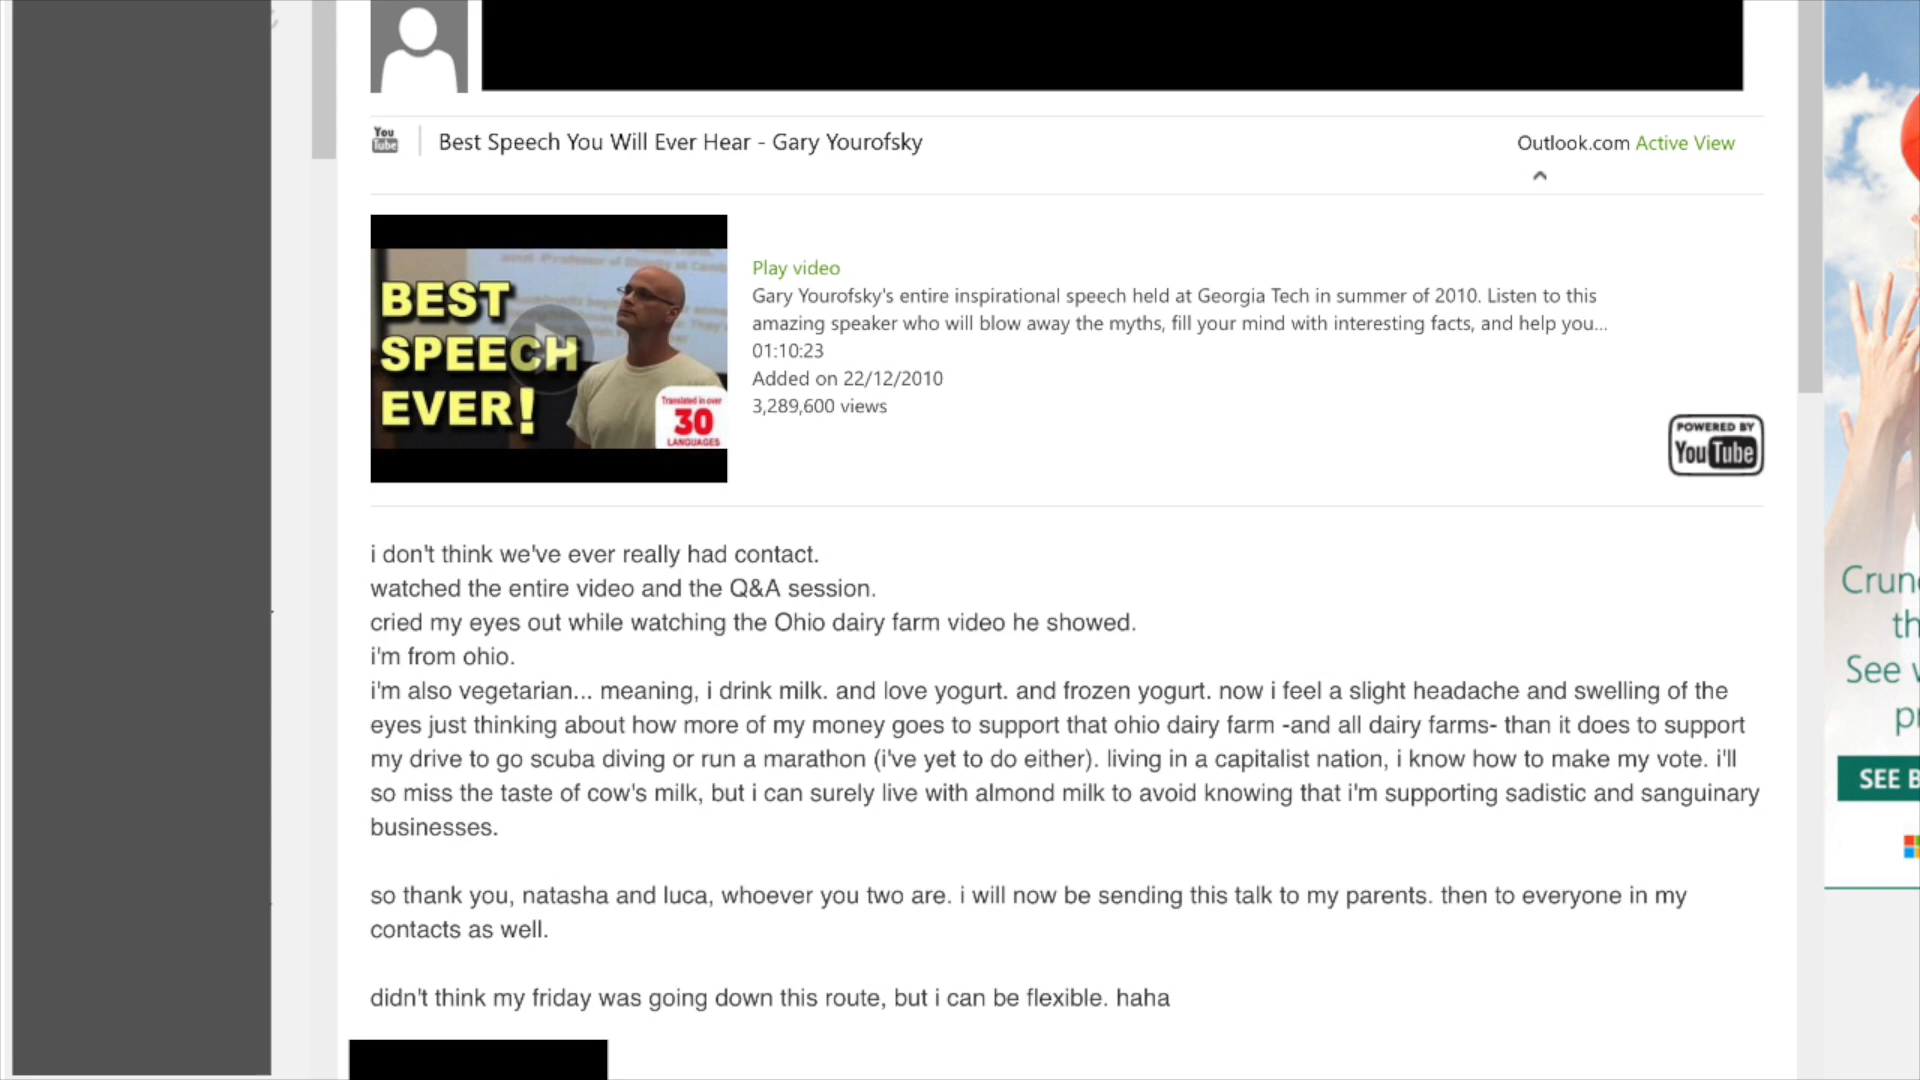 You Tube
Best Speech You Will Ever Hear - Gary Yourofsky
Outlook.com Active View
BEST
SPEECH
EVER!
Translated in over
30
LANGUAGES
Play video
Gary Yourofsky's entire inspirational speech held at Georgia Tech in summer of 2010. Listen to this
amazing speaker who will blow away the myths, fill your mind with interesting facts, and help you...
01:10:23
Added on 22/12/2010
3,289,600 views
POWERED BY
YouTube
i don't think we've ever really had contact.
watched the entire video and the Q&A session.
cried my eyes out while watching the Ohio dairy farm video he showed.
i'm from ohio.
i'm also vegetarian... meaning, i drink milk. and love yogurt. and frozen yogurt. now i feel a slight headache and swelling of the
eyes just thinking about how more of my money goes to support that ohio dairy farm -and all dairy farms- than it does to support
my drive to go scuba diving or run a marathon (i've yet to do either). living in a capitalist nation, i know how to make my vote. i'll
so miss the taste of cow's milk, but i can surely live with almond milk to avoid knowing that i'm supporting sadistic and sanguinary
businesses.
so thank you, natasha and luca, whoever you two are. i will now be sending this talk to my parents. then to everyone in my
contacts as well.
didn't think my friday was going down this route, but i can be flexible. haha
Crun
th
See
p
SEE B